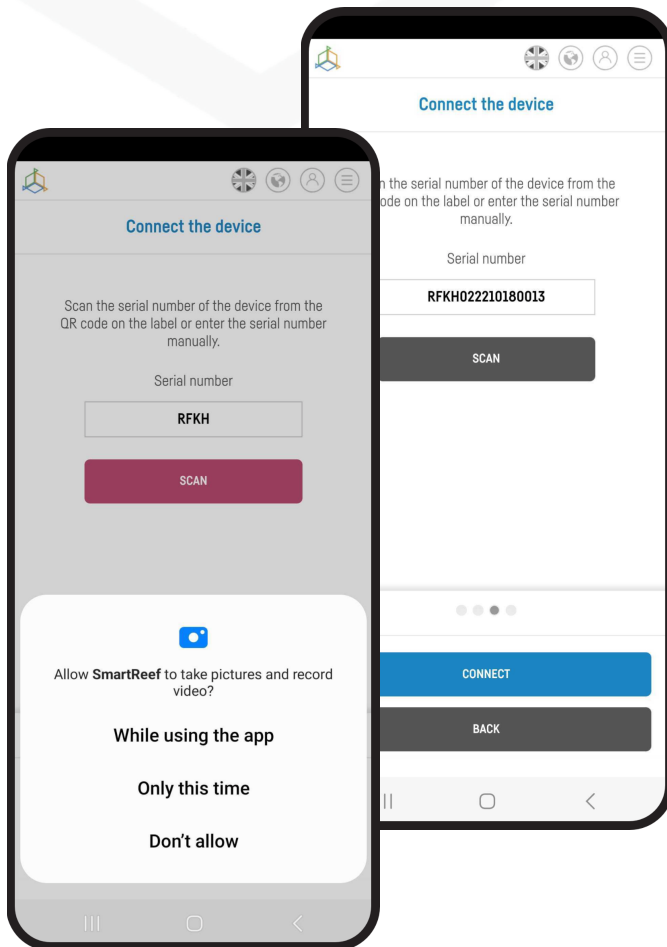 Connect the device
Scan the serial number of the device from the
QR code on the label or enter the serial number
manually.
Serial number
RFKH
SCAN
Allow SmartReef to take pictures and record
video?
While using the app
Only this time
Don't allow
Connect the device
the serial number of the device from the
on the label or enter the serial number
manually.
Serial number
RFKH022210180013
SCAN
CONNECT
BACK